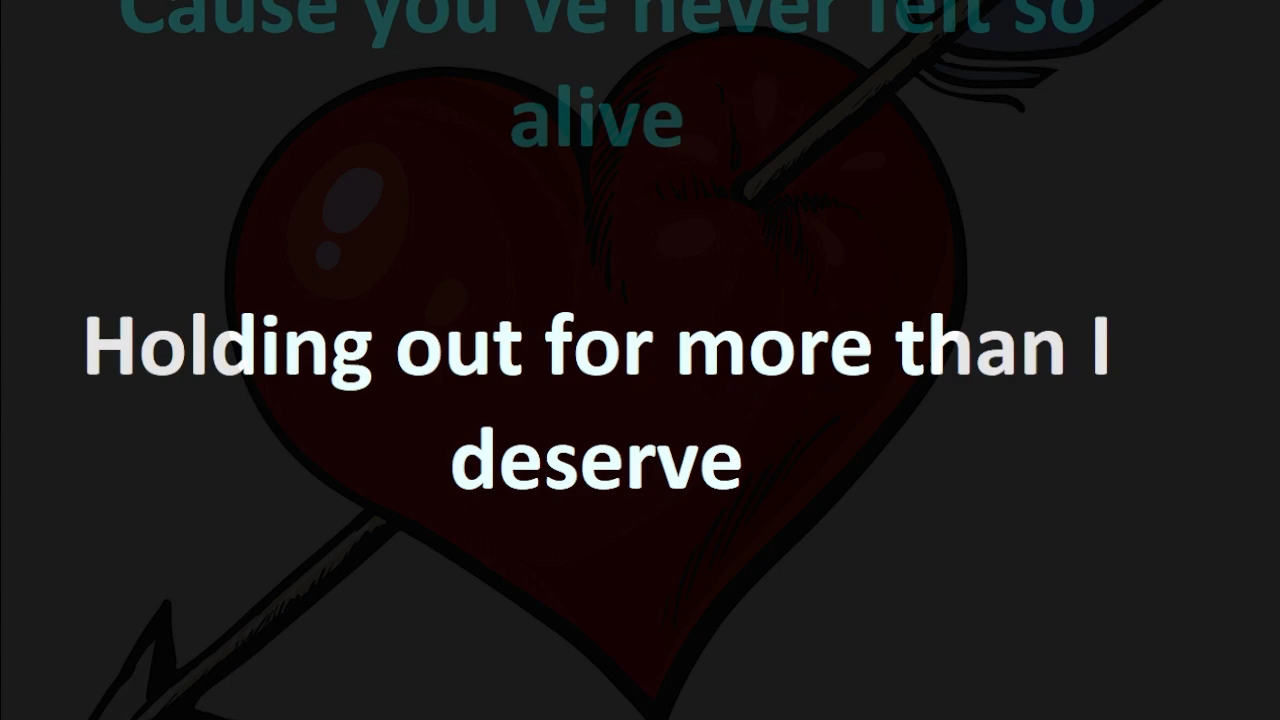 Cause you've never felt so
alive
Holding out for more than I
deserve